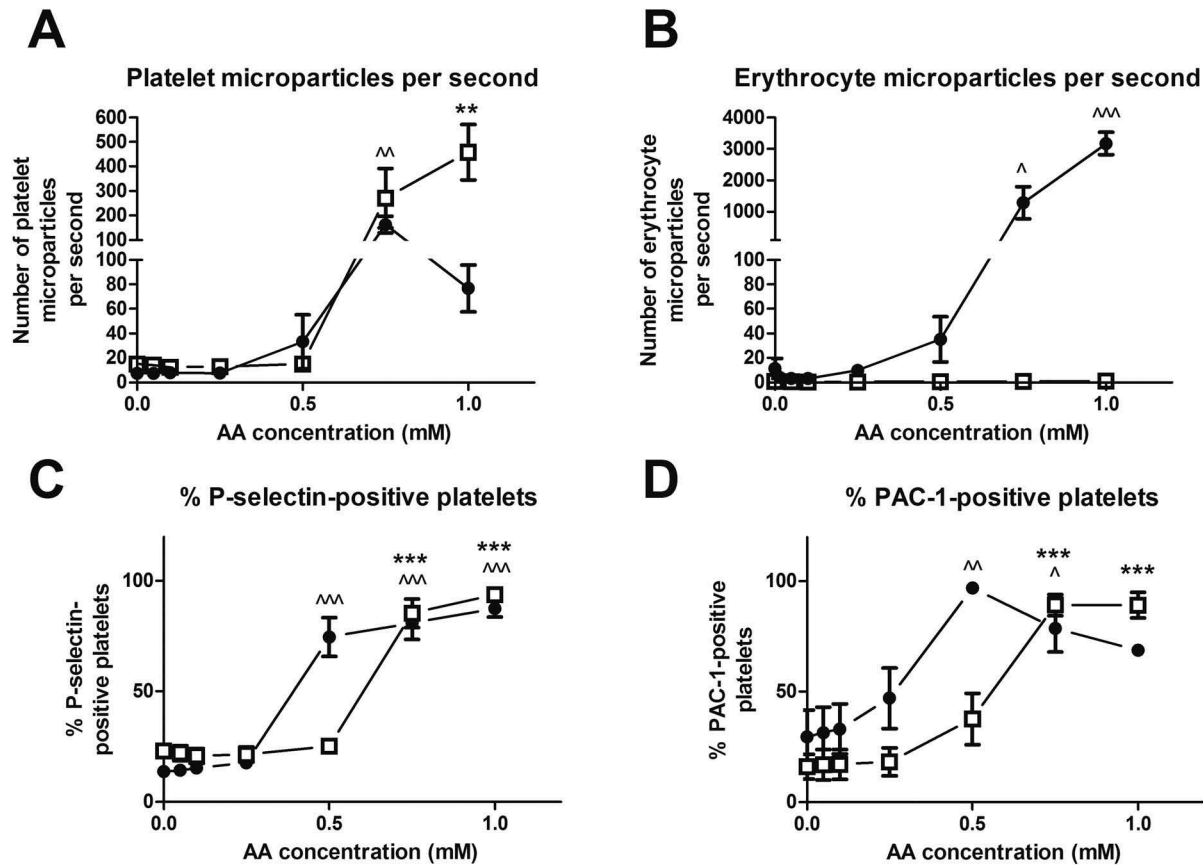 A
Platelet microparticles per second
Number of platelet
microparticles
per second
600
500
400
300
200
100
80
60
40
20
0
^^
**
0.0
0.5
1.0
AA concentration (mM)
B
Erythrocyte microparticles per second
Number of erythrocyte
microparticles
per second
4000
3000
2000
1000
100
80
60
40
20
0
^
^^^
0.0
0.5
1.0
AA concentration (mM)
C
% P-selectin-positive platelets
% P-selectin-
positive platelets
100
50
0
^^^
***
^^^
***
^^^
0.0
0.5
1.0
AA concentration (mM)
D
% PAC-1-positive platelets
% PAC-1-positive
platelets
100
50
0
^^
***
^
***
0.0
0.5
1.0
AA concentration (mM)